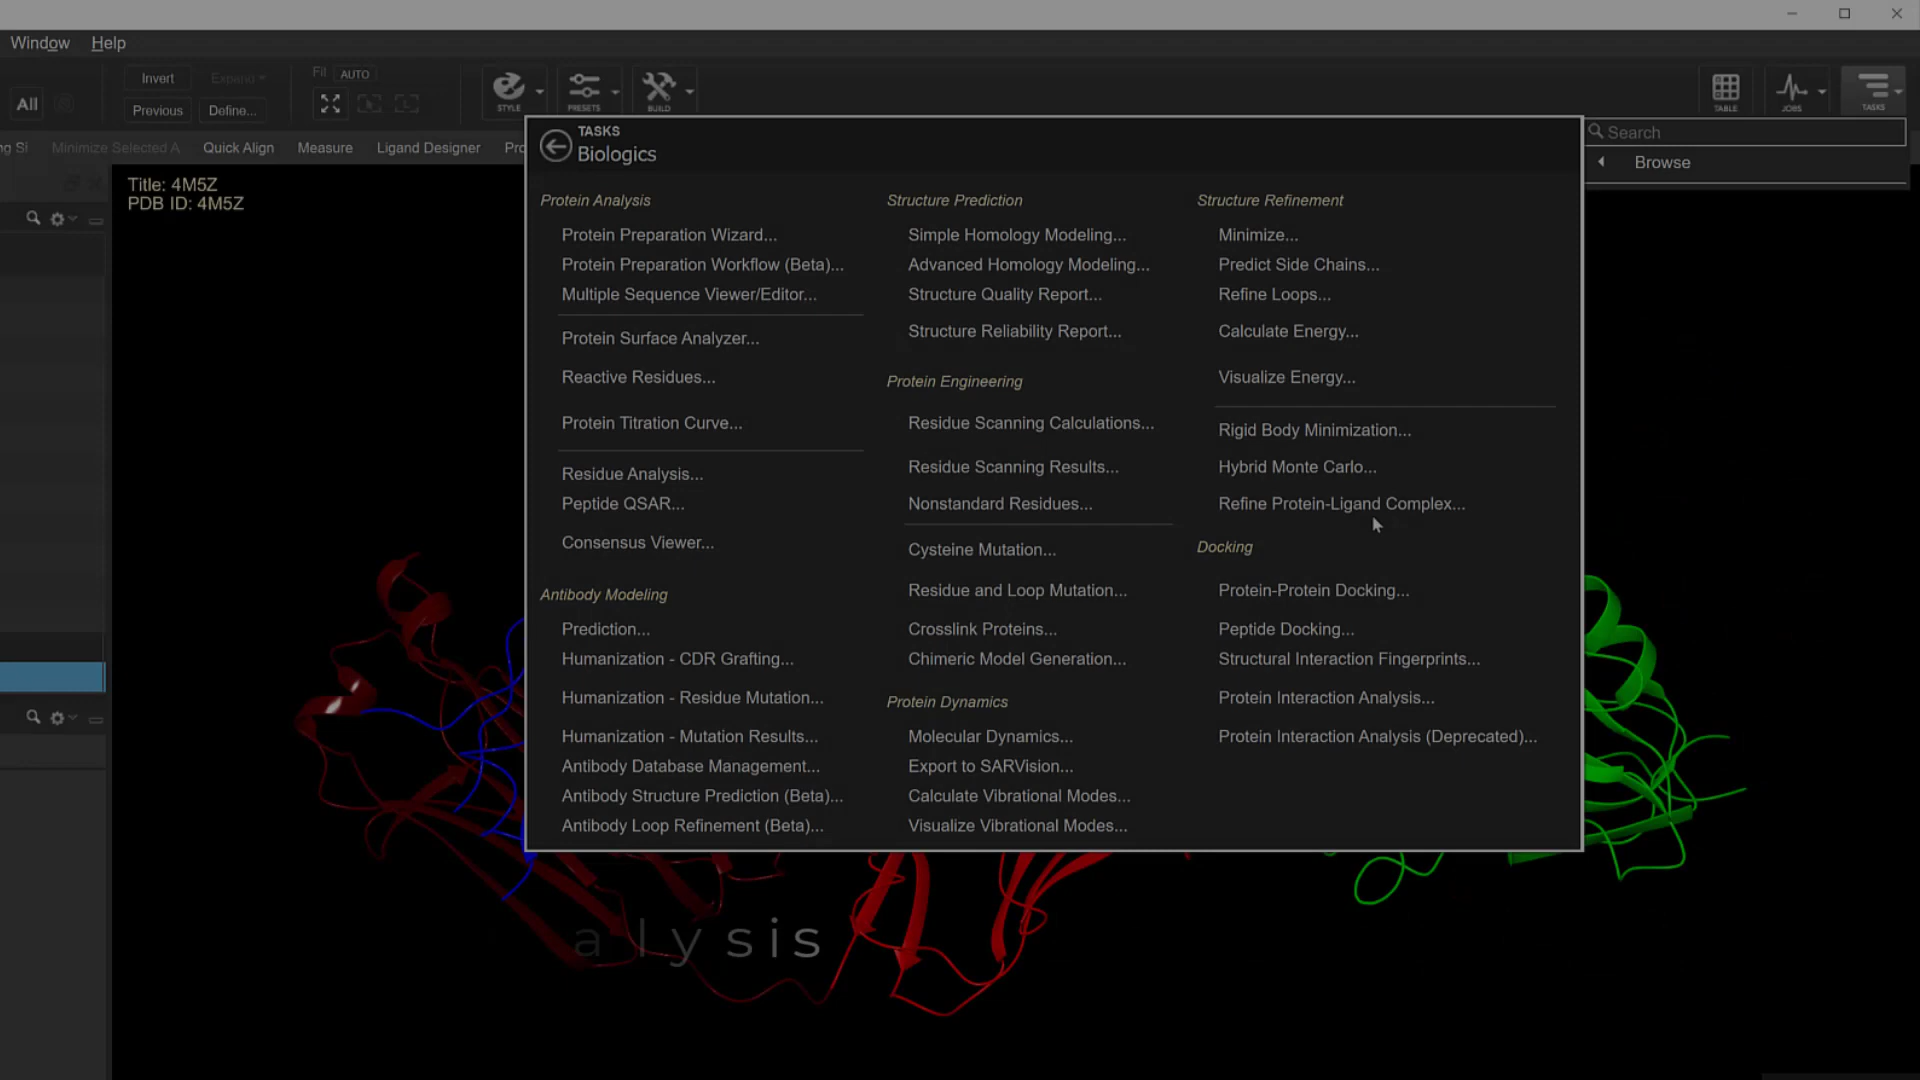 Window Help
Invert Expand Fit AUTO
All Previous Define...
STYLE PRESETS BUILD TABLE JOBS TASKS
ng Si Minimize Selected A Quick Align Measure Ligand Designer Pro
Search
Browse
Title: 4M5Z
PDB ID: 4M5Z
TASKS
Biologics
Protein Analysis
Protein Preparation Wizard...
Protein Preparation Workflow (Beta)...
Multiple Sequence Viewer/Editor...
Protein Surface Analyzer...
Reactive Residues...
Protein Titration Curve...
Residue Analysis...
Peptide QSAR...
Consensus Viewer...
Antibody Modeling
Prediction...
Humanization - CDR Grafting...
Humanization - Residue Mutation...
Humanization - Mutation Results...
Antibody Database Management...
Antibody Structure Prediction (Beta)...
Antibody Loop Refinement (Beta)...
Structure Prediction
Simple Homology Modeling...
Advanced Homology Modeling...
Structure Quality Report...
Structure Reliability Report...
Protein Engineering
Residue Scanning Calculations...
Residue Scanning Results...
Nonstandard Residues...
Cysteine Mutation...
Residue and Loop Mutation...
Crosslink Proteins...
Chimeric Model Generation...
Protein Dynamics
Molecular Dynamics...
Export to SARVision...
Calculate Vibrational Modes...
Visualize Vibrational Modes...
Structure Refinement
Minimize...
Predict Side Chains...
Refine Loops...
Calculate Energy...
Visualize Energy...
Rigid Body Minimization...
Hybrid Monte Carlo...
Refine Protein-Ligand Complex...
Docking
Protein-Protein Docking...
Peptide Docking...
Structural Interaction Fingerprints...
Protein Interaction Analysis...
Protein Interaction Analysis (Deprecated)...
alysis